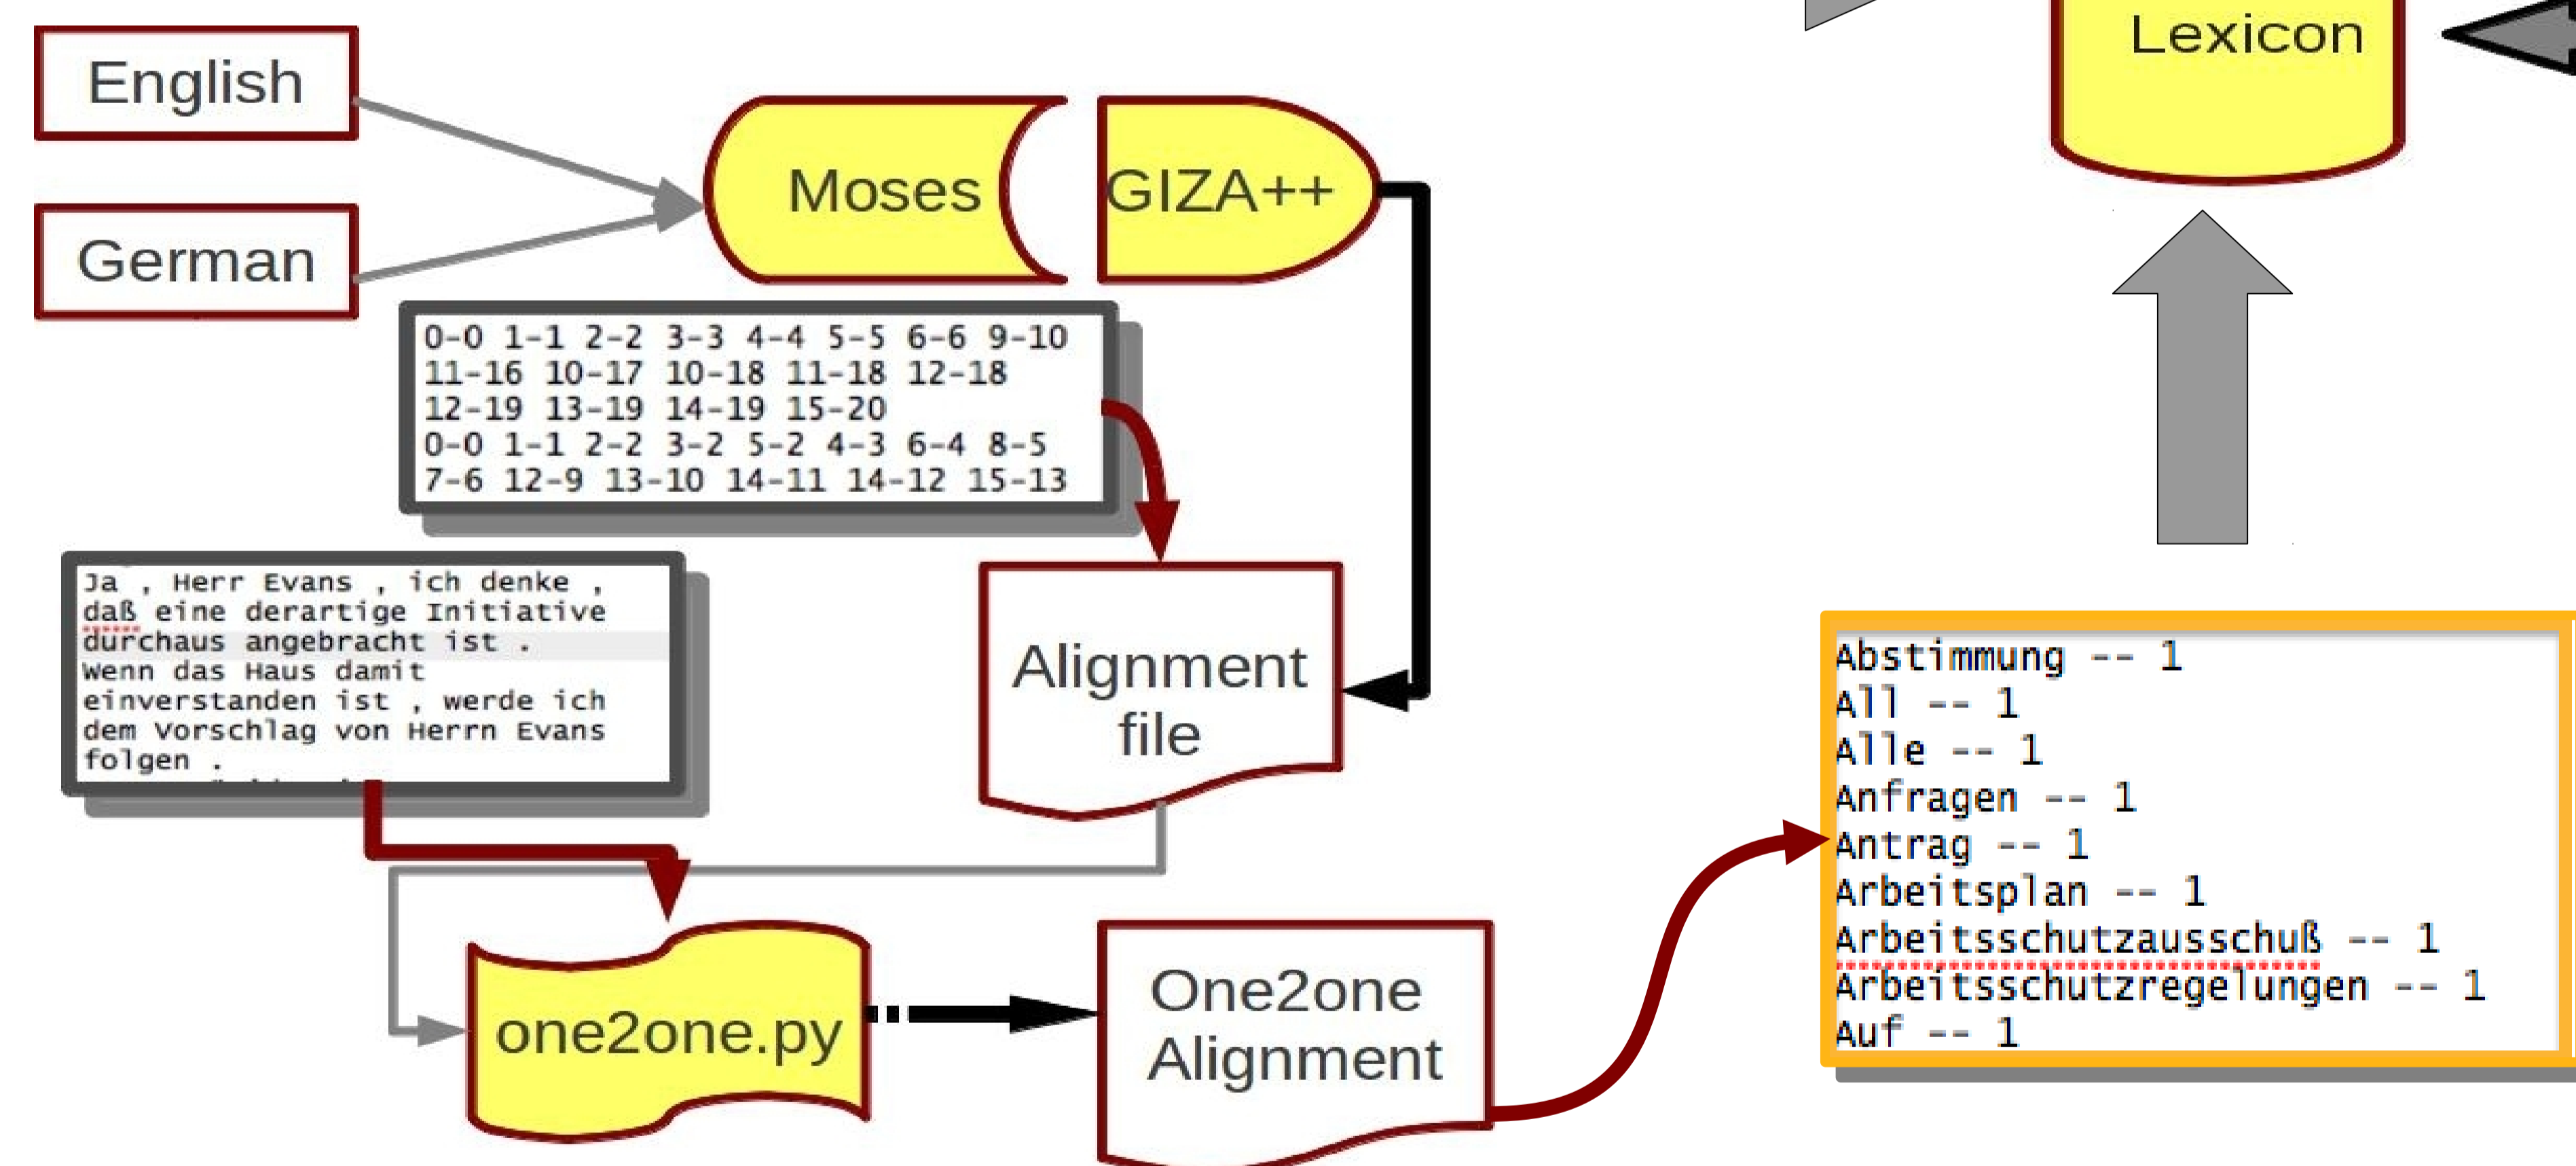 English
Lexicon
Moses
GIZA++
German
0-0 1-1 2-2 3-3 4-4 5-5 6-6 9-10
11-16 10-17 10-18 11-18 12-18
12-19 13-19 14-19 15-20
0-0 1-1 2-2 3-2 5-2 4-3 6-4 8-5
7-6 12-9 13-10 14-11 14-12 15-13
Ja , Herr Evans , ich denke ,
daß eine derartige Initiative
durchaus angebracht ist .
Wenn das Haus damit
einverstanden ist , werde ich
dem Vorschlag von Herrn Evans
folgen .
Alignment
file
Abstimmung -- 1
All -- 1
Alle -- 1
Anfragen -- 1
Antrag -- 1
Arbeitsplan -- 1
Arbeitsschutzausschuß -- 1
Arbeitsschutzregelungen -- 1
Auf -- 1
one2one.py
One2one
Alignment